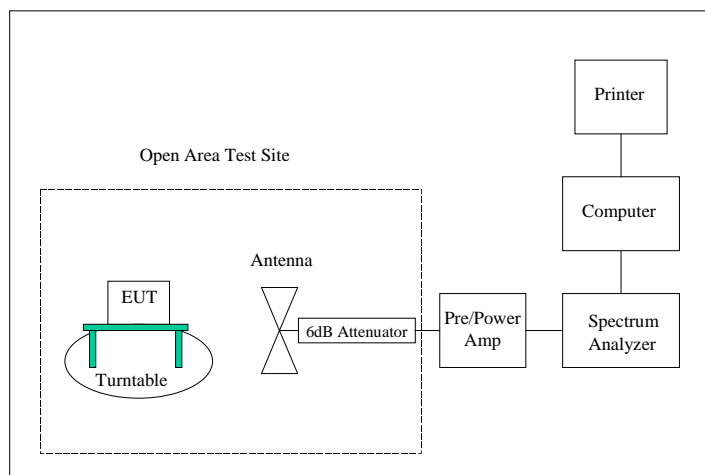 Printer
Open Area Test Site
Computer
Antenna
EUT
6dB Attenuator
Pre/Power
Amp
Spectrum
Analyzer
Turntable